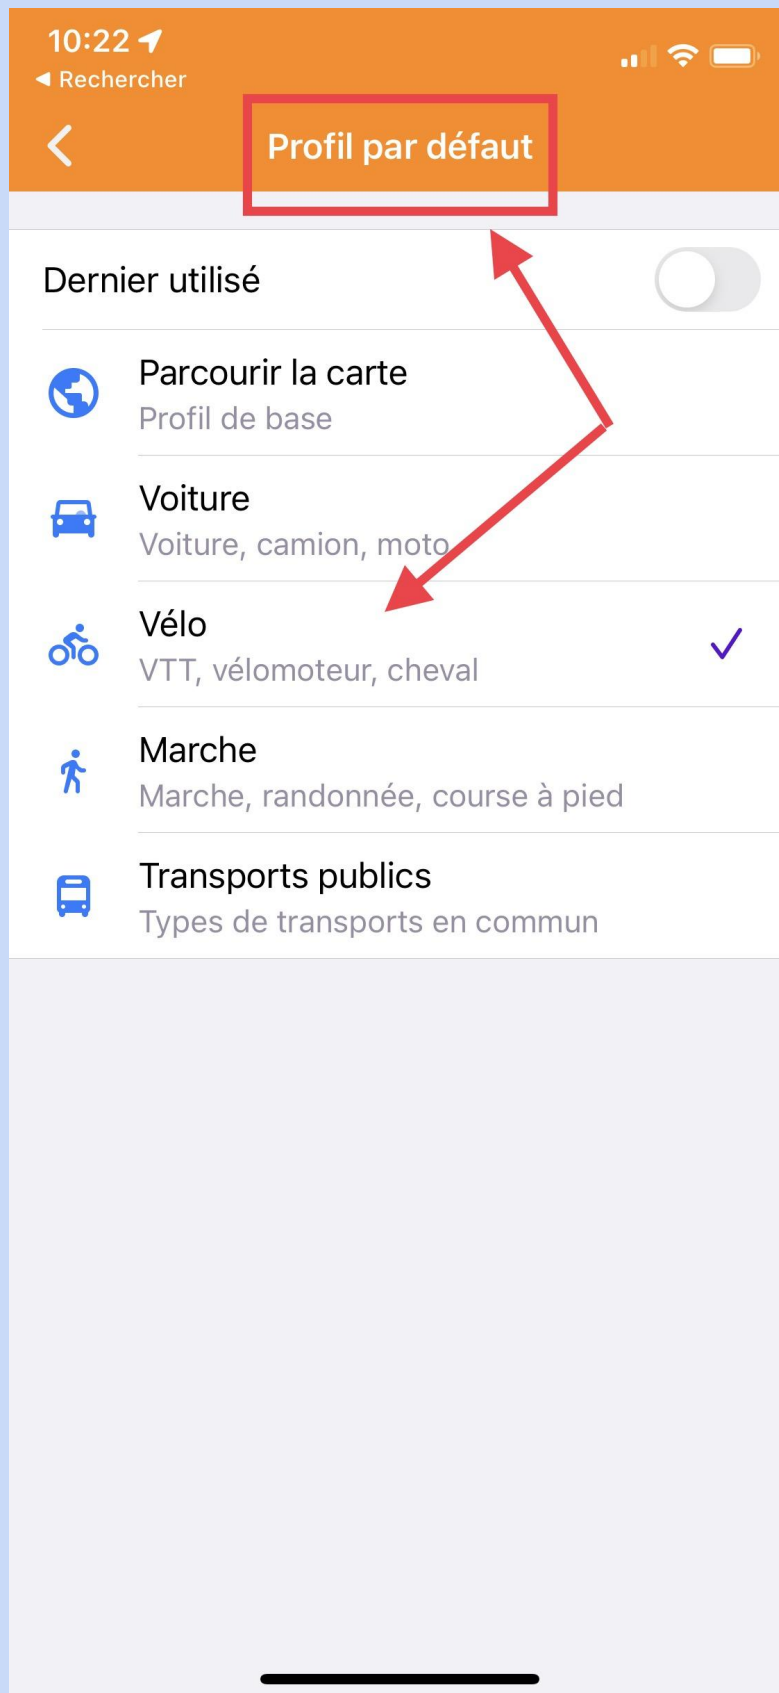 10:22
◀ Rechercher
Profil par défaut
Dernier utilisé
Parcourir la carte
Profil de base
Voiture
Voiture, camion, moto
Vélo
VTT, vélomoteur, cheval
Marche
Marche, randonnée, course à pied
Transports publics
Types de transports en commun